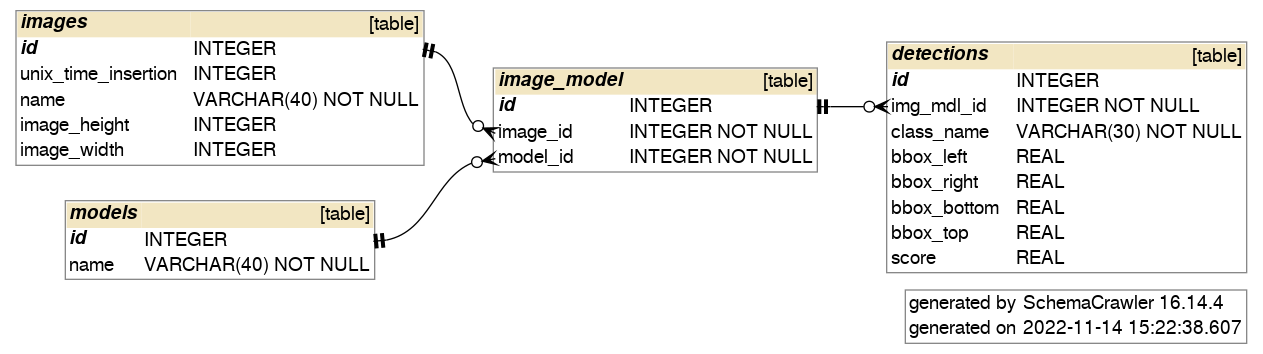 images [table]
id INTEGER
unix_time_insertion INTEGER
name VARCHAR(40) NOT NULL
image_height INTEGER
image_width INTEGER
models [table]
id INTEGER
name VARCHAR(40) NOT NULL
image_model [table]
id INTEGER
image_id INTEGER NOT NULL
model_id INTEGER NOT NULL
detections [table]
id INTEGER
img_mdl_id INTEGER NOT NULL
class_name VARCHAR(30) NOT NULL
bbox_left REAL
bbox_right REAL
bbox_bottom REAL
bbox_top REAL
score REAL
generated by SchemaCrawler 16.14.4
generated on 2022-11-14 15:22:38.607